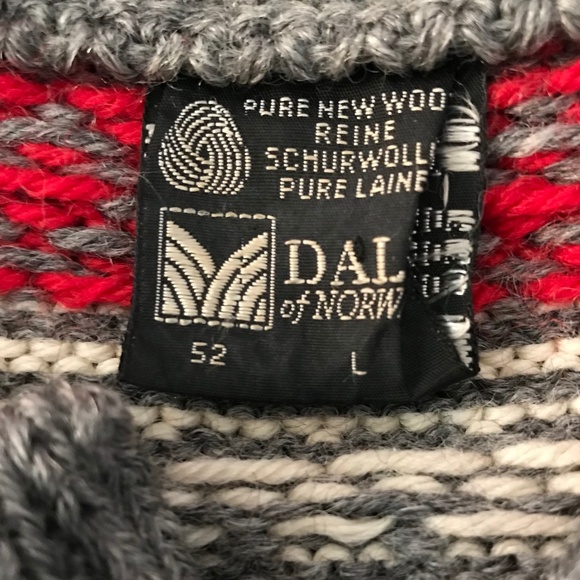 PURE NEW WOO
REINE
SCHURWOLL
PURE LAINE
DAL
of NORW
52 L